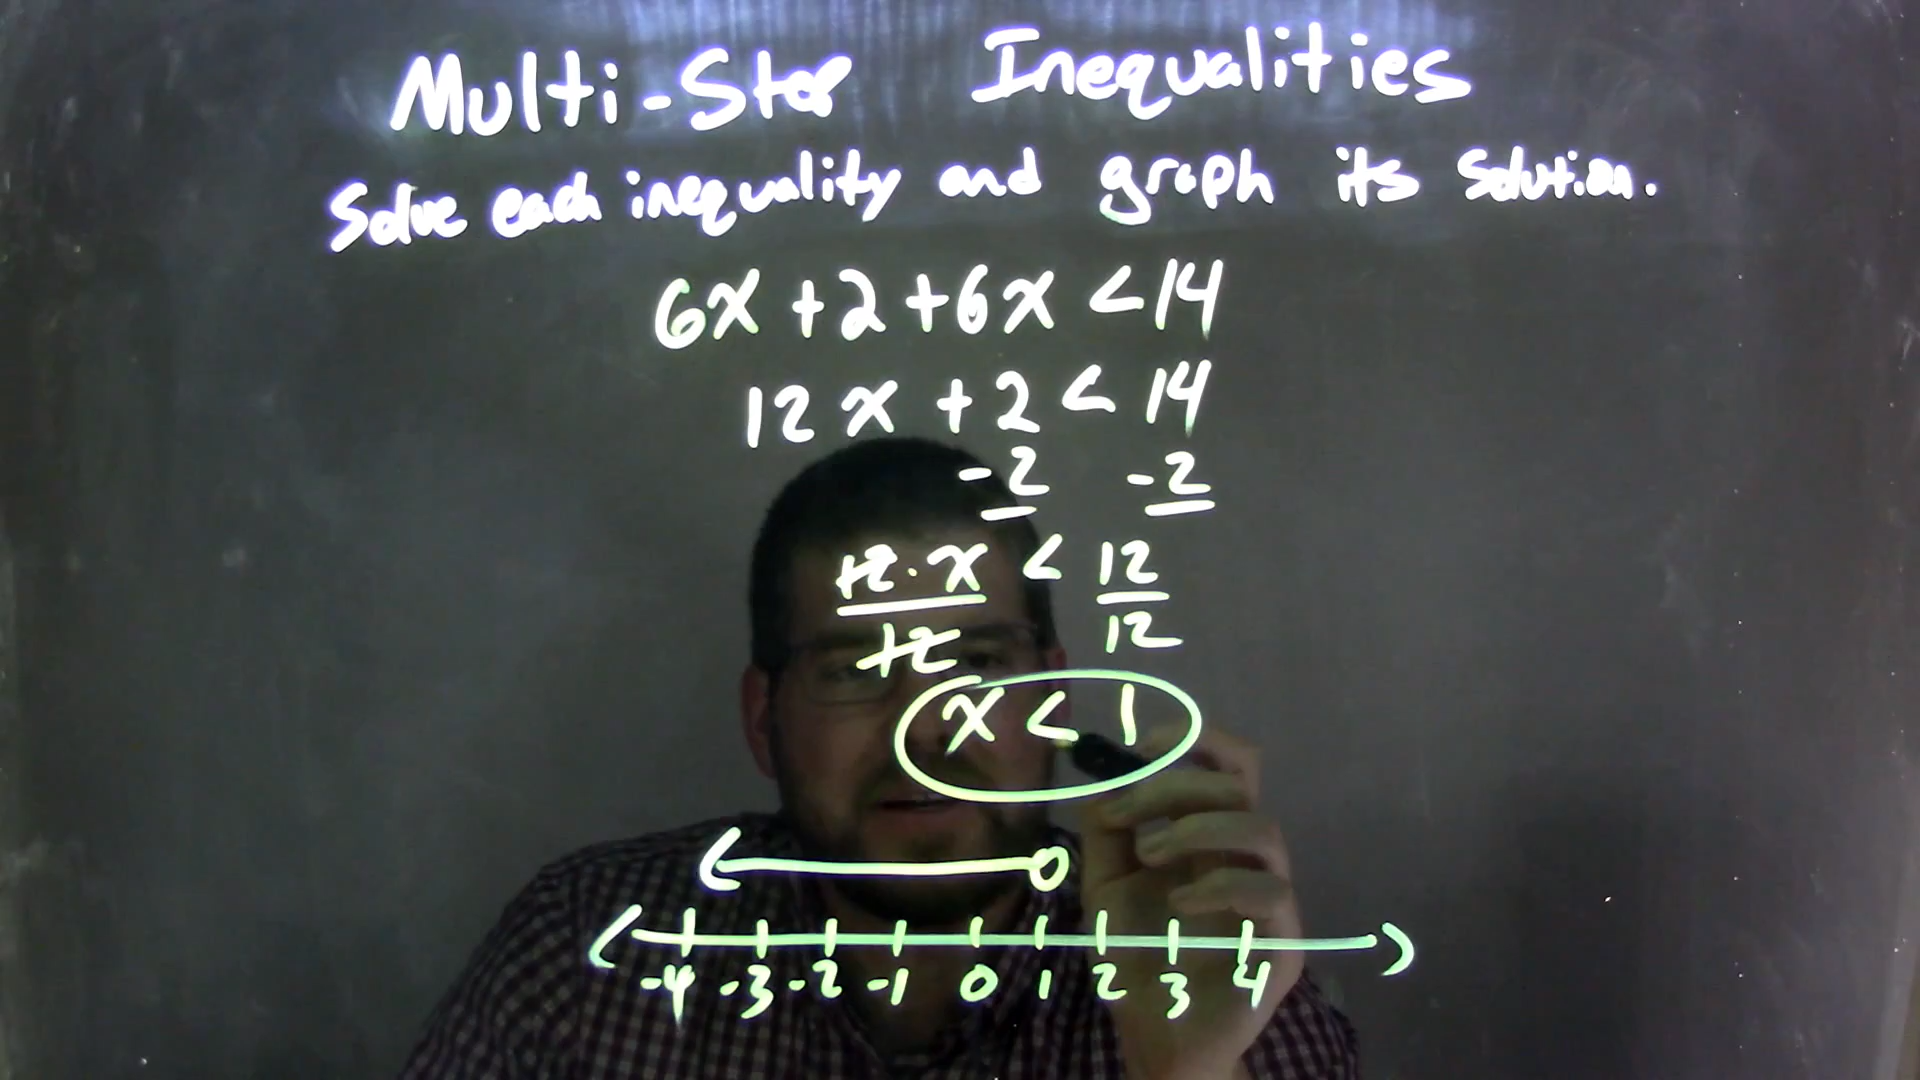 Multi-Step Inequalities
Solve each inequality and graph its solution.
6x + 2 + 6x < 14
12x + 2 < 14
-2 -2
12 · x < 12
12 12
x < 1
-4 -3 -2 -1 0 1 2 3 4